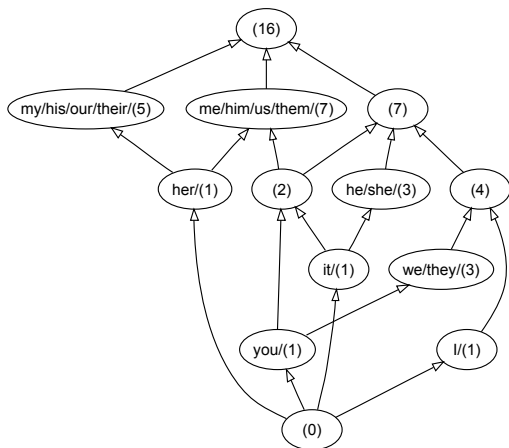 (16)
my/his/our/their/(5)
me/him/us/them/(7)
(7)
her/(1)
(2)
he/she/(3)
(4)
it/(1)
we/they/(3)
you/(1)
I/(1)
(0)